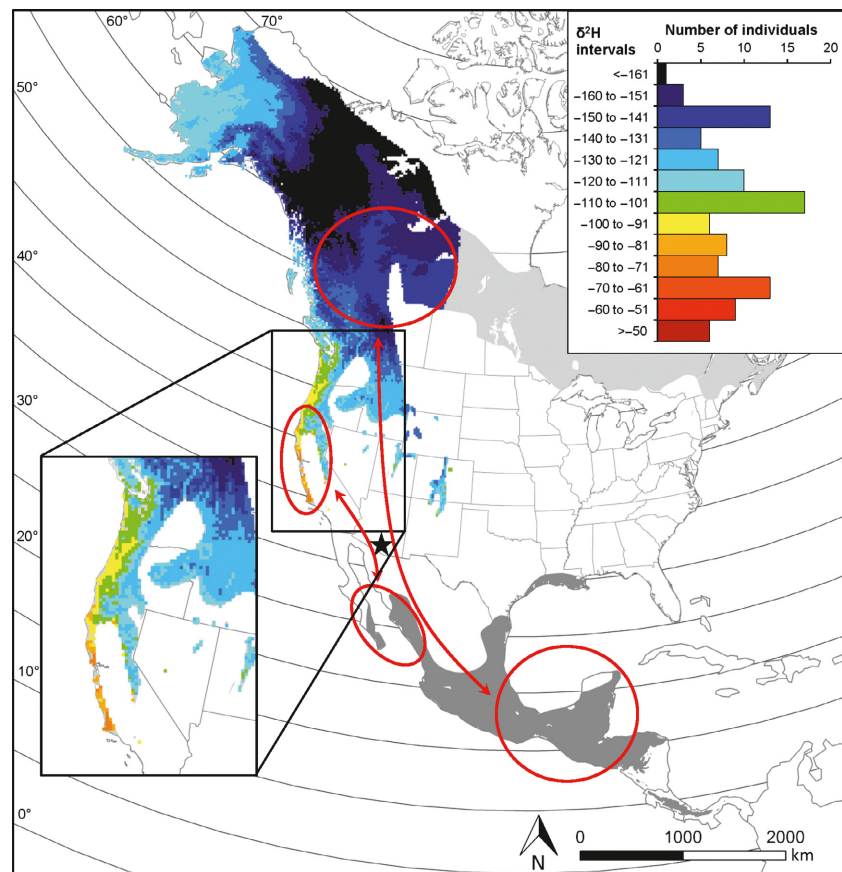 60°
70°
50°
40°
30°
20°
10°
0°
δ²H intervals
Number of individuals
0 5 10 15 20
<−161
−160 to −151
−150 to −141
−140 to −131
−130 to −121
−120 to −111
−110 to −101
−100 to −91
−90 to −81
−80 to −71
−70 to −61
−60 to −51
>−50
N
0 1000 2000
km